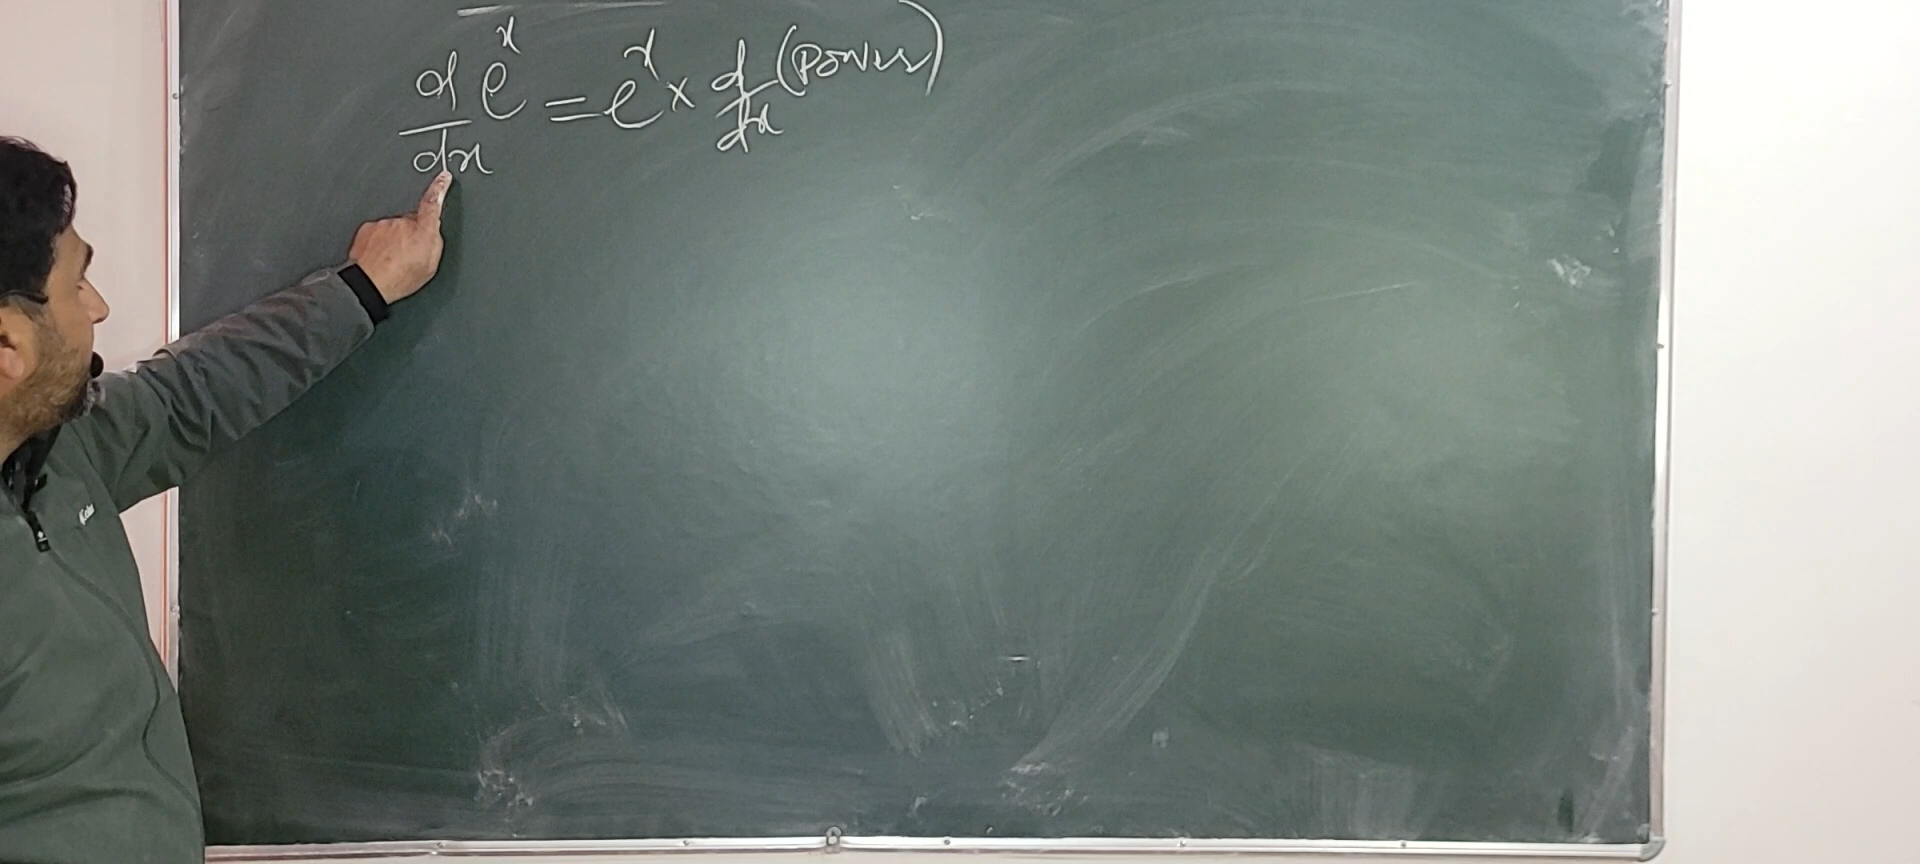 d/dx e^x = e^x × d/dx (Power)